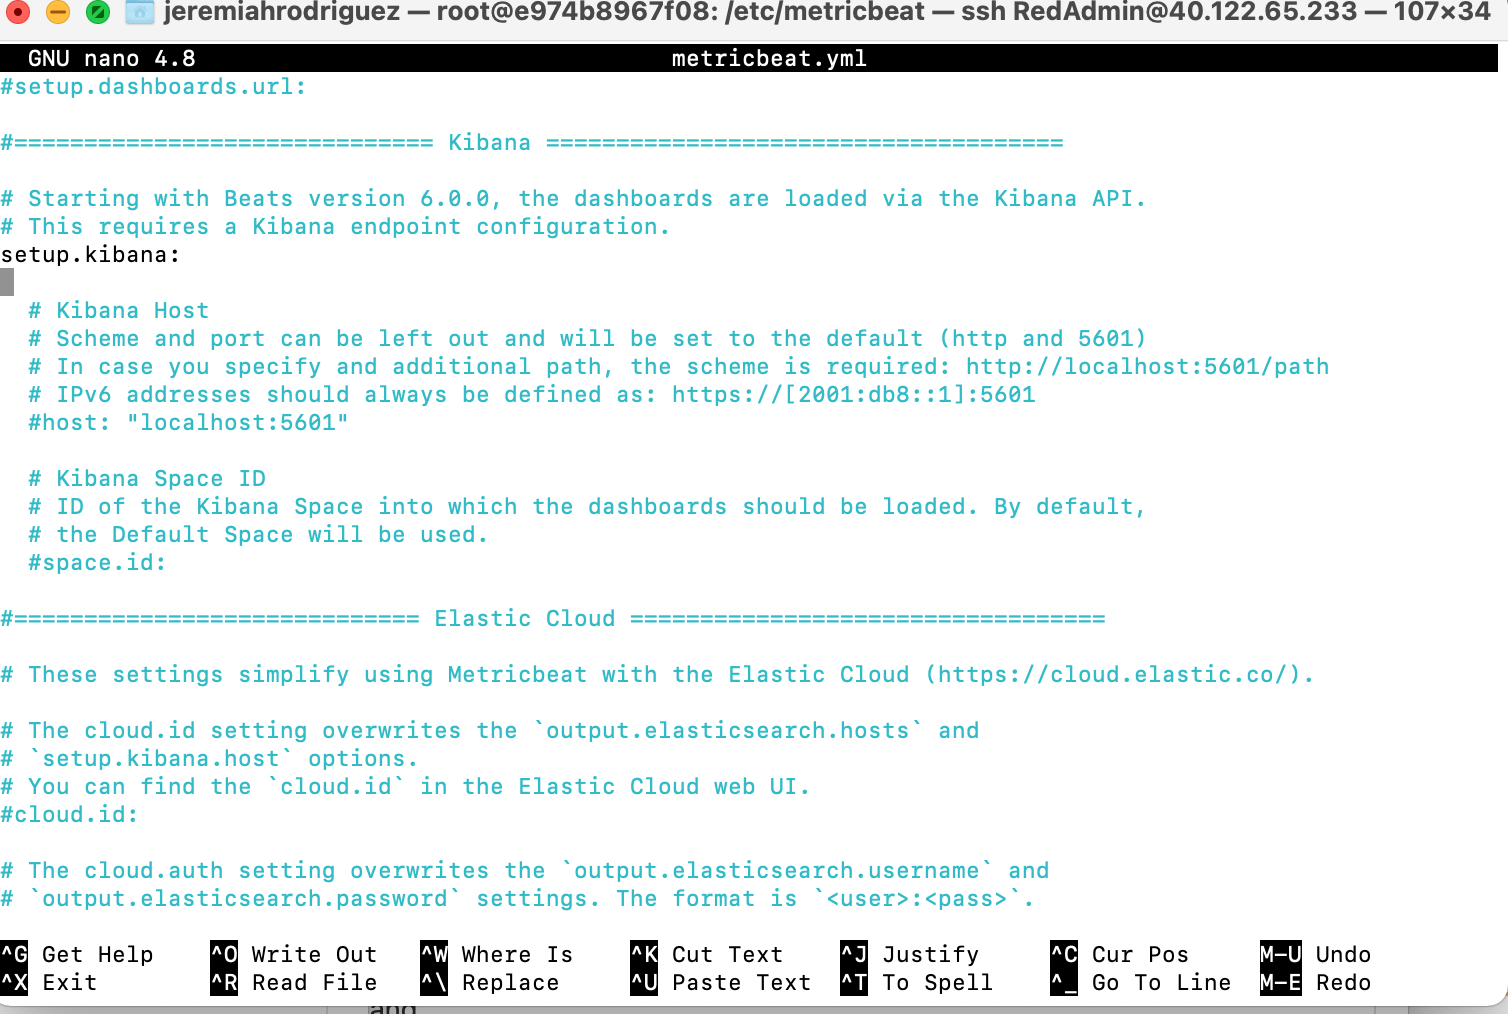 jeremiahrodriguez — root@e974b8967f08: /etc/metricbeat — ssh RedAdmin@40.122.65.233 — 107×34
GNU nano 4.8 metricbeat.yml
#setup.dashboards.url:
#============================== Kibana =====================================
# Starting with Beats version 6.0.0, the dashboards are loaded via the Kibana API.
# This requires a Kibana endpoint configuration.
setup.kibana:
# Kibana Host
# Scheme and port can be left out and will be set to the default (http and 5601)
# In case you specify and additional path, the scheme is required: http://localhost:5601/path
# IPv6 addresses should always be defined as: https://[2001:db8::1]:5601
#host: "localhost:5601"
# Kibana Space ID
# ID of the Kibana Space into which the dashboards should be loaded. By default,
# the Default Space will be used.
#space.id:
#============================= Elastic Cloud ==================================
# These settings simplify using Metricbeat with the Elastic Cloud (https://cloud.elastic.co/).
# The cloud.id setting overwrites the `output.elasticsearch.hosts` and
# `setup.kibana.host` options.
# You can find the `cloud.id` in the Elastic Cloud web UI.
#cloud.id:
# The cloud.auth setting overwrites the `output.elasticsearch.username` and
# `output.elasticsearch.password` settings. The format is `<user>:<pass>`.
^G Get Help ^O Write Out ^W Where Is ^K Cut Text ^J Justify ^C Cur Pos M-U Undo
^X Exit ^R Read File ^\ Replace ^U Paste Text ^T To Spell ^_ Go To Line M-E Redo
and